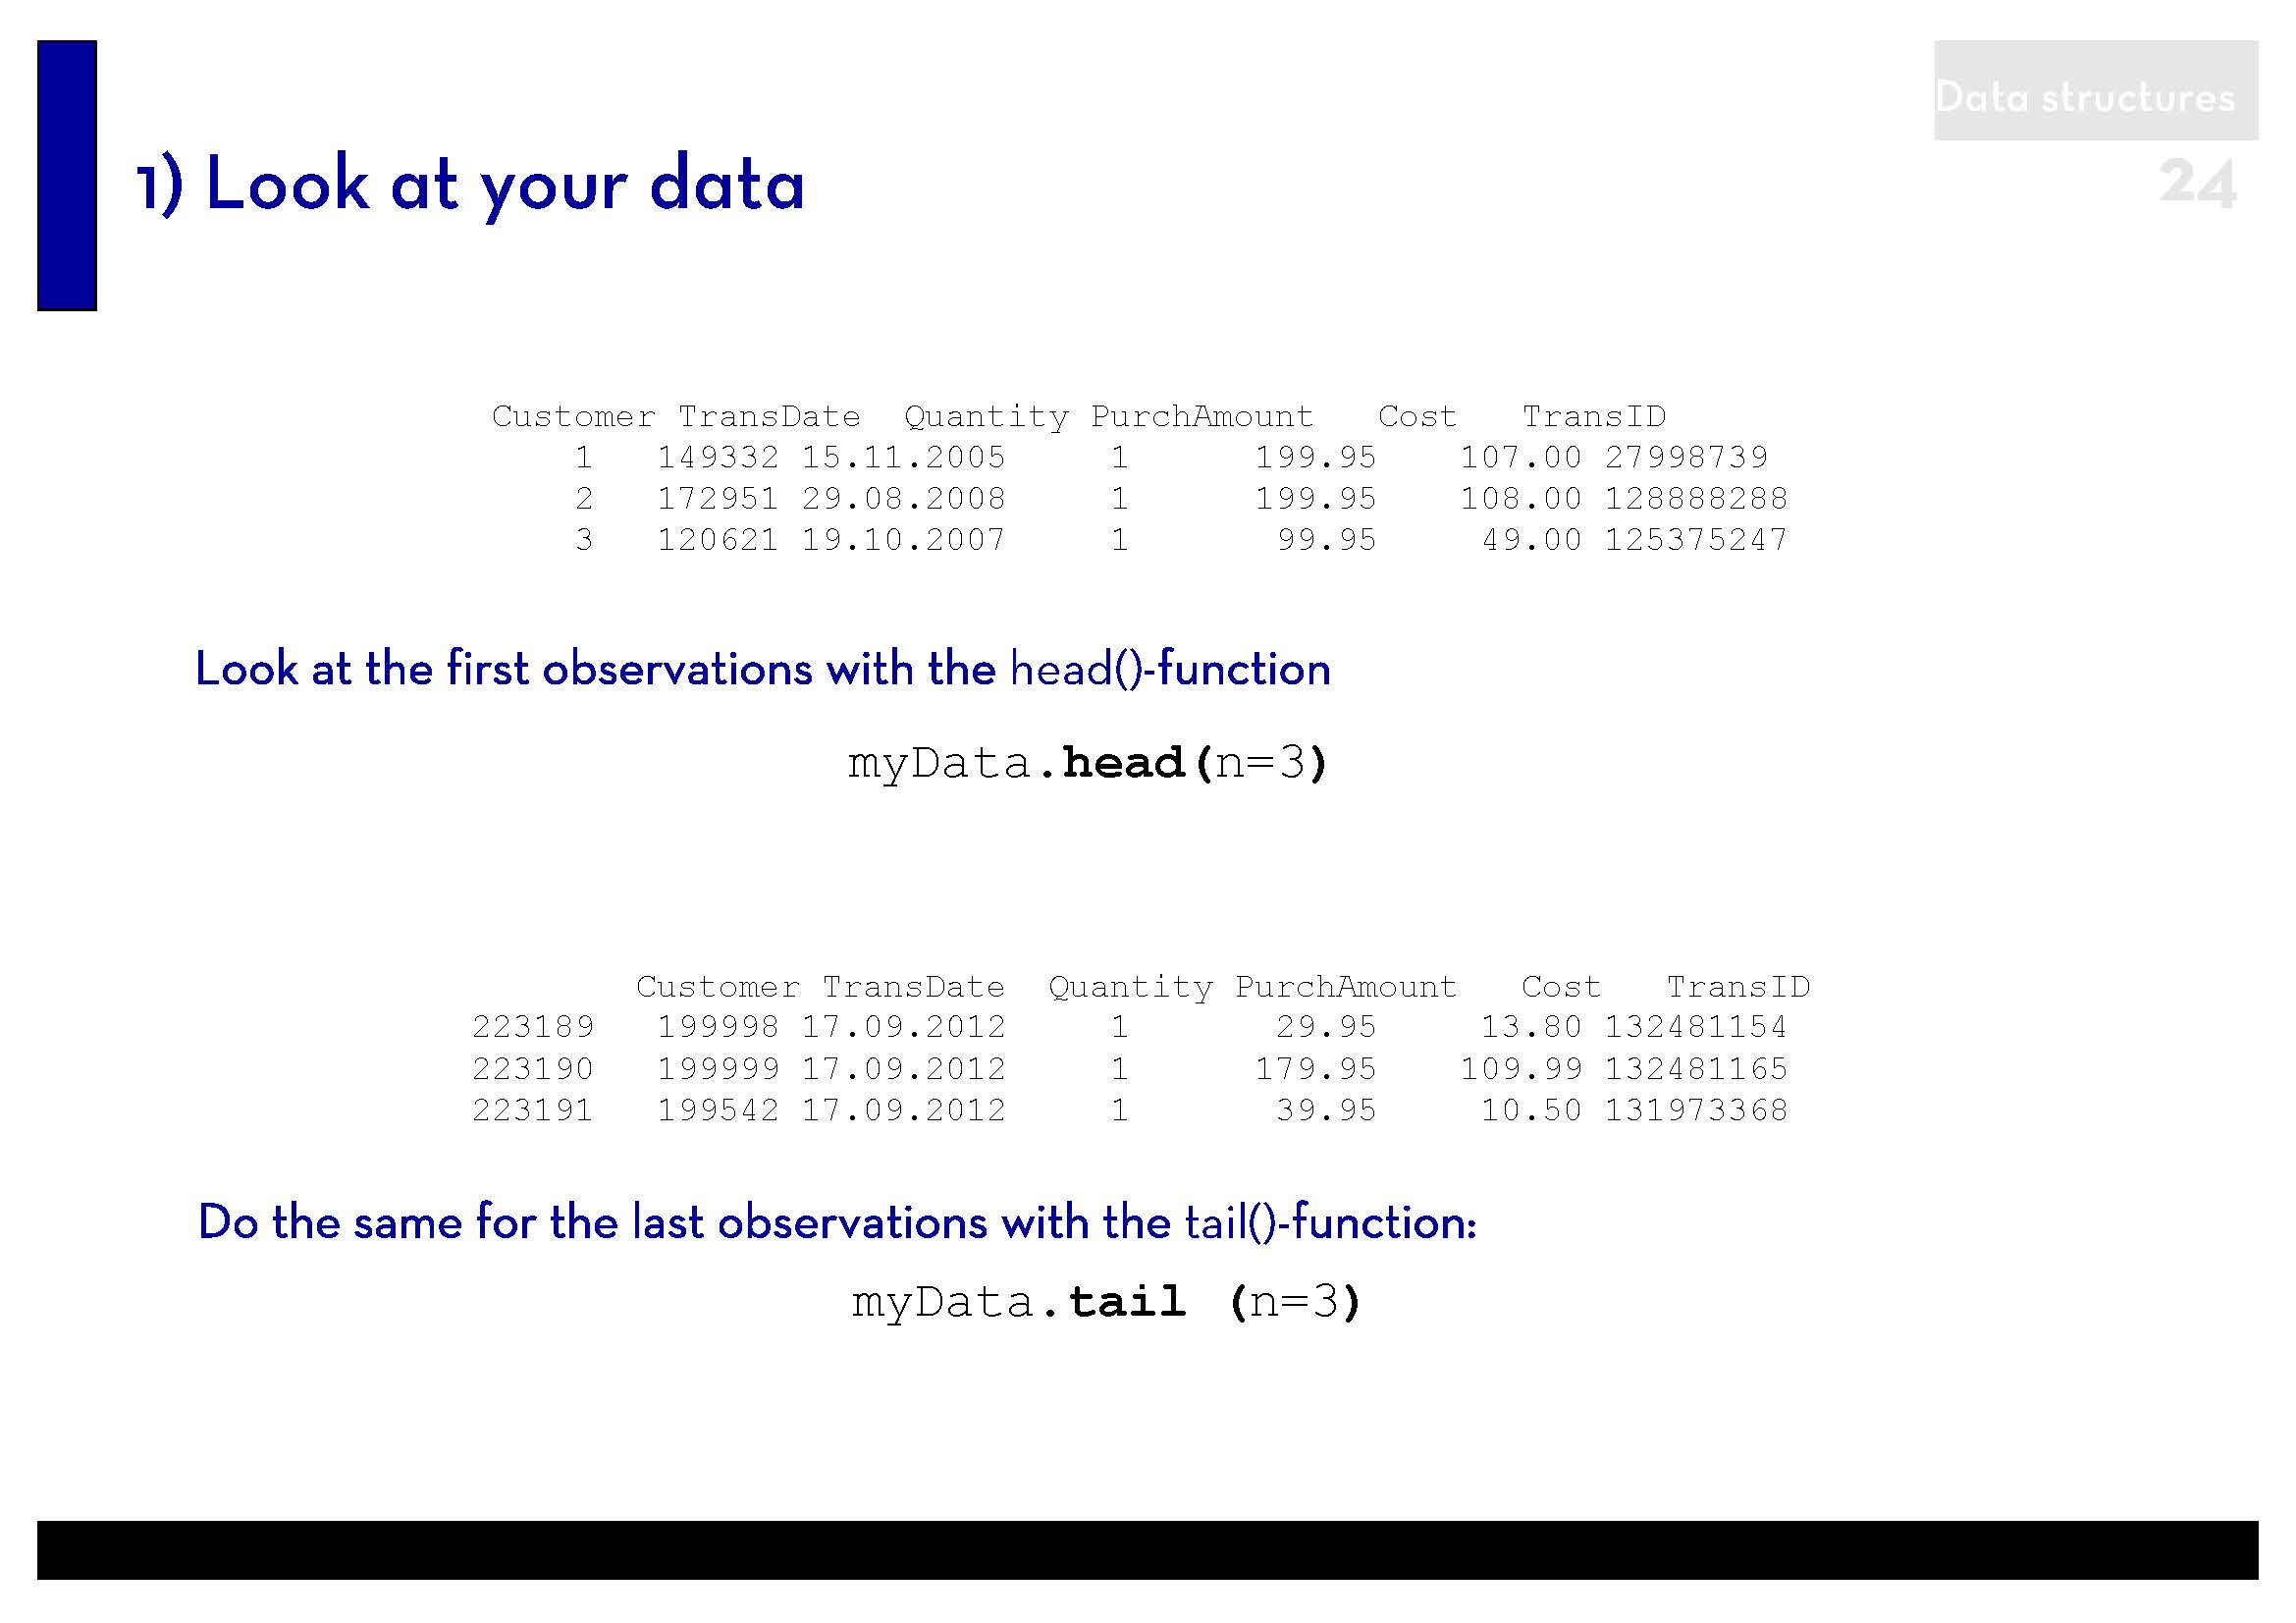 Data structures
24
1) Look at your data
Customer TransDate Quantity PurchAmount Cost TransID
1 149332 15.11.2005 1 199.95 107.00 27998739
2 172951 29.08.2008 1 199.95 108.00 128888288
3 120621 19.10.2007 1 99.95 49.00 125375247
Look at the first observations with the head()-function
myData.head(n=3)
Customer TransDate Quantity PurchAmount Cost TransID
223189 199998 17.09.2012 1 29.95 13.80 132481154
223190 199999 17.09.2012 1 179.95 109.99 132481165
223191 199542 17.09.2012 1 39.95 10.50 131973368
Do the same for the last observations with the tail()-function:
myData.tail (n=3)